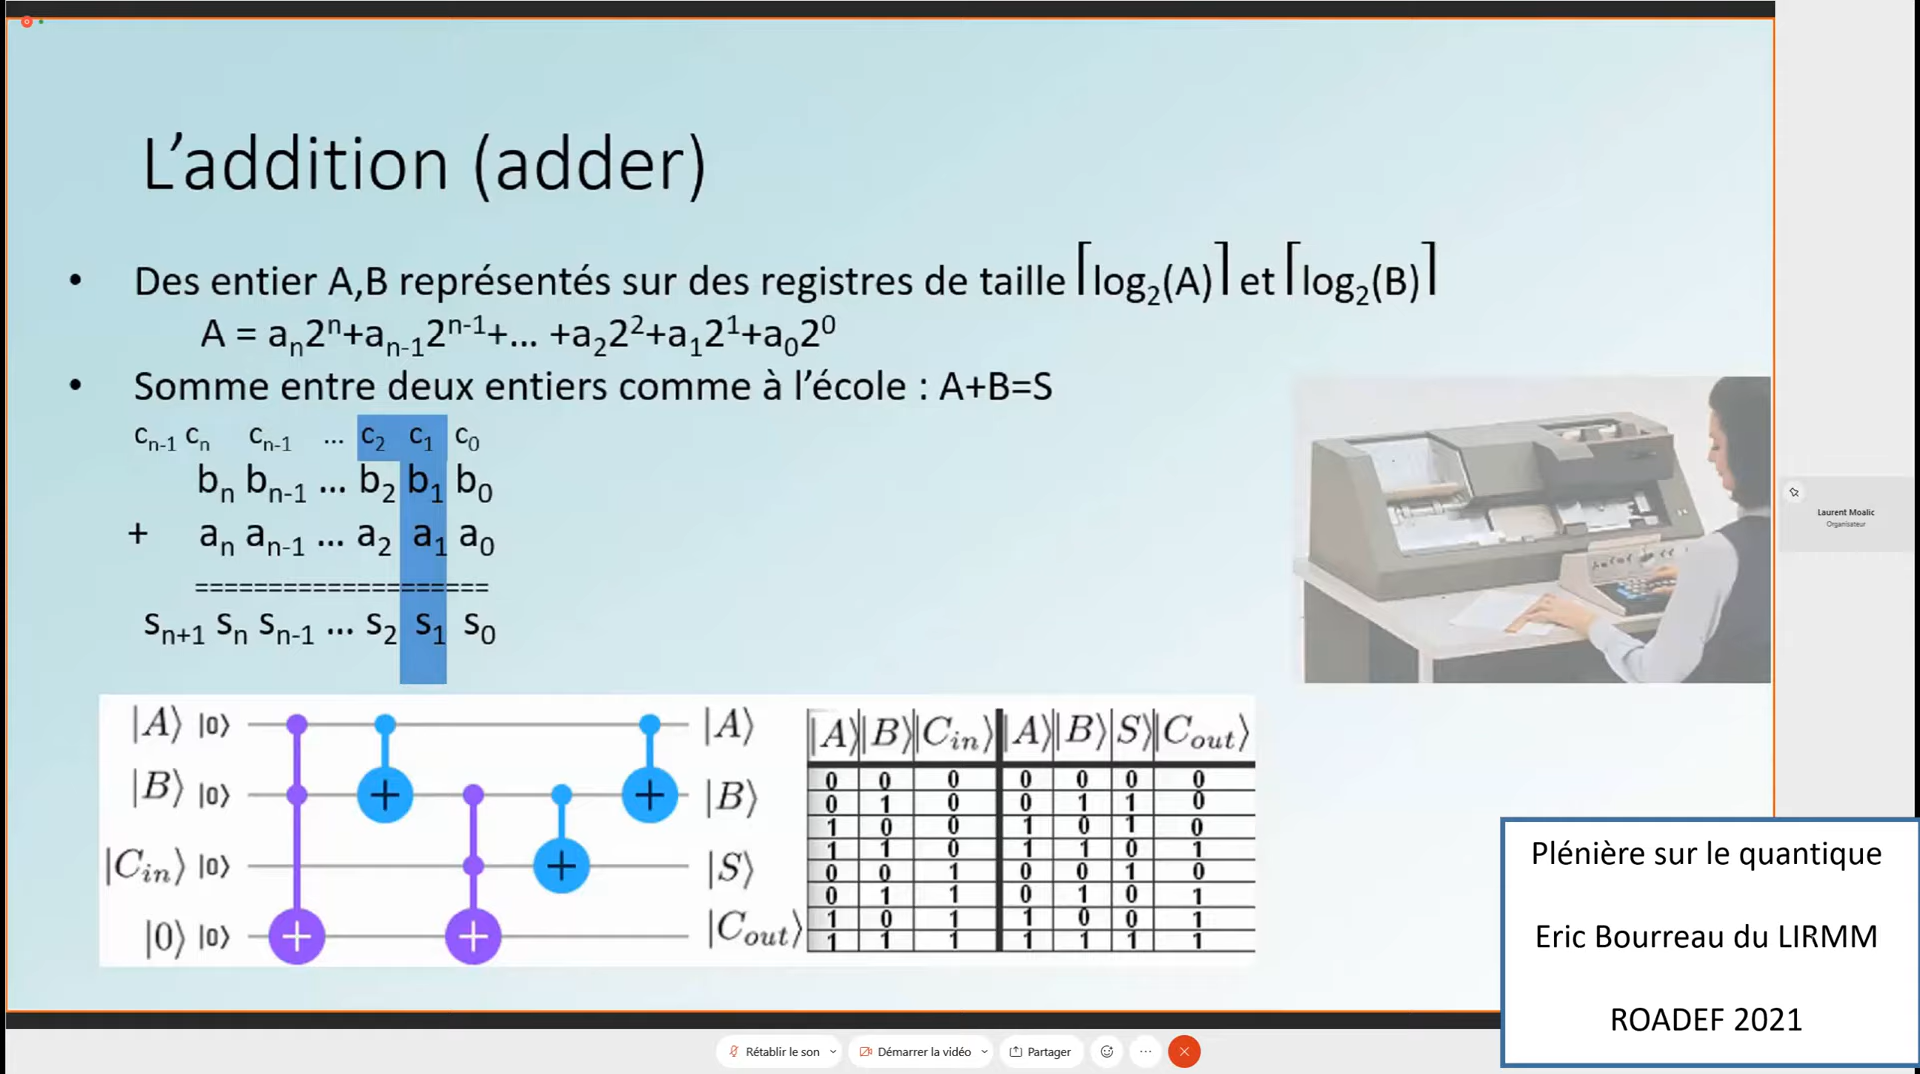 L’addition (adder)
• Des entier A,B représentés sur des registres de taille ⌈log₂(A)⌉ et ⌈log₂(B)⌉
A = aₙ2ⁿ+aₙ₋₁2ⁿ⁻¹+… +a₂2²+a₁2¹+a₀2⁰
• Somme entre deux entiers comme à l’école : A+B=S
cₙ₋₁ cₙ cₙ₋₁ … c₂ c₁ c₀
bₙ bₙ₋₁ … b₂ b₁ b₀
+ aₙ aₙ₋₁ … a₂ a₁ a₀
====================
sₙ₊₁ sₙ sₙ₋₁ … s₂ s₁ s₀
|A⟩ |0⟩ |A⟩
|B⟩ |0⟩ + + |B⟩
|C_in⟩ |0⟩ + |S⟩
|0⟩ |0⟩ + + |C_out⟩
|A⟩ |B⟩ |C_in⟩ |A⟩ |B⟩ |S⟩ |C_out⟩
0 0 0 0 0 0 0
0 1 0 0 1 1 0
1 0 0 1 0 1 0
1 1 0 1 1 0 1
0 0 1 0 0 1 0
0 1 1 0 1 0 1
1 0 1 1 0 0 1
1 1 1 1 1 1 1
Laurent Moalic
Organisateur
Plénière sur le quantique
Eric Bourreau du LIRMM
ROADEF 2021
Rétablir le son
Démarrer la vidéo
Partager